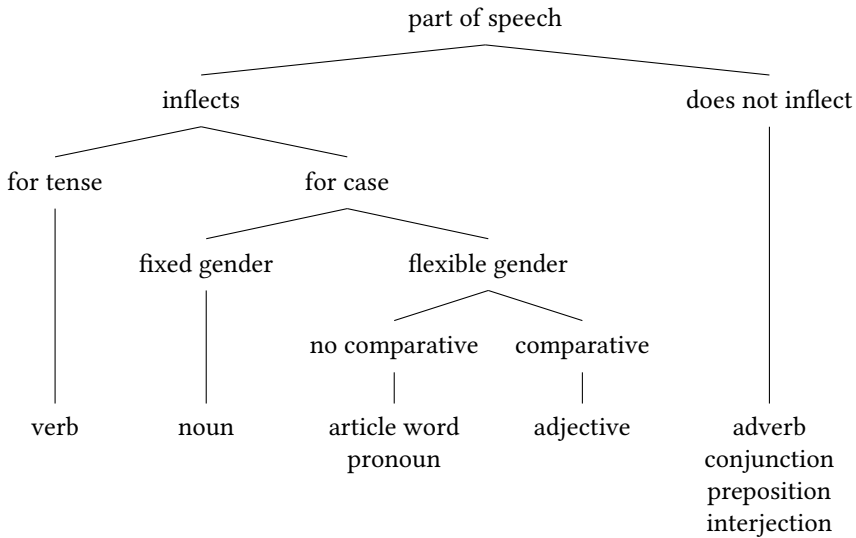 part of speech
inflects does not inflect
for tense for case
fixed gender flexible gender
no comparative comparative
verb noun article word adjective adverb
pronoun conjunction
preposition
interjection